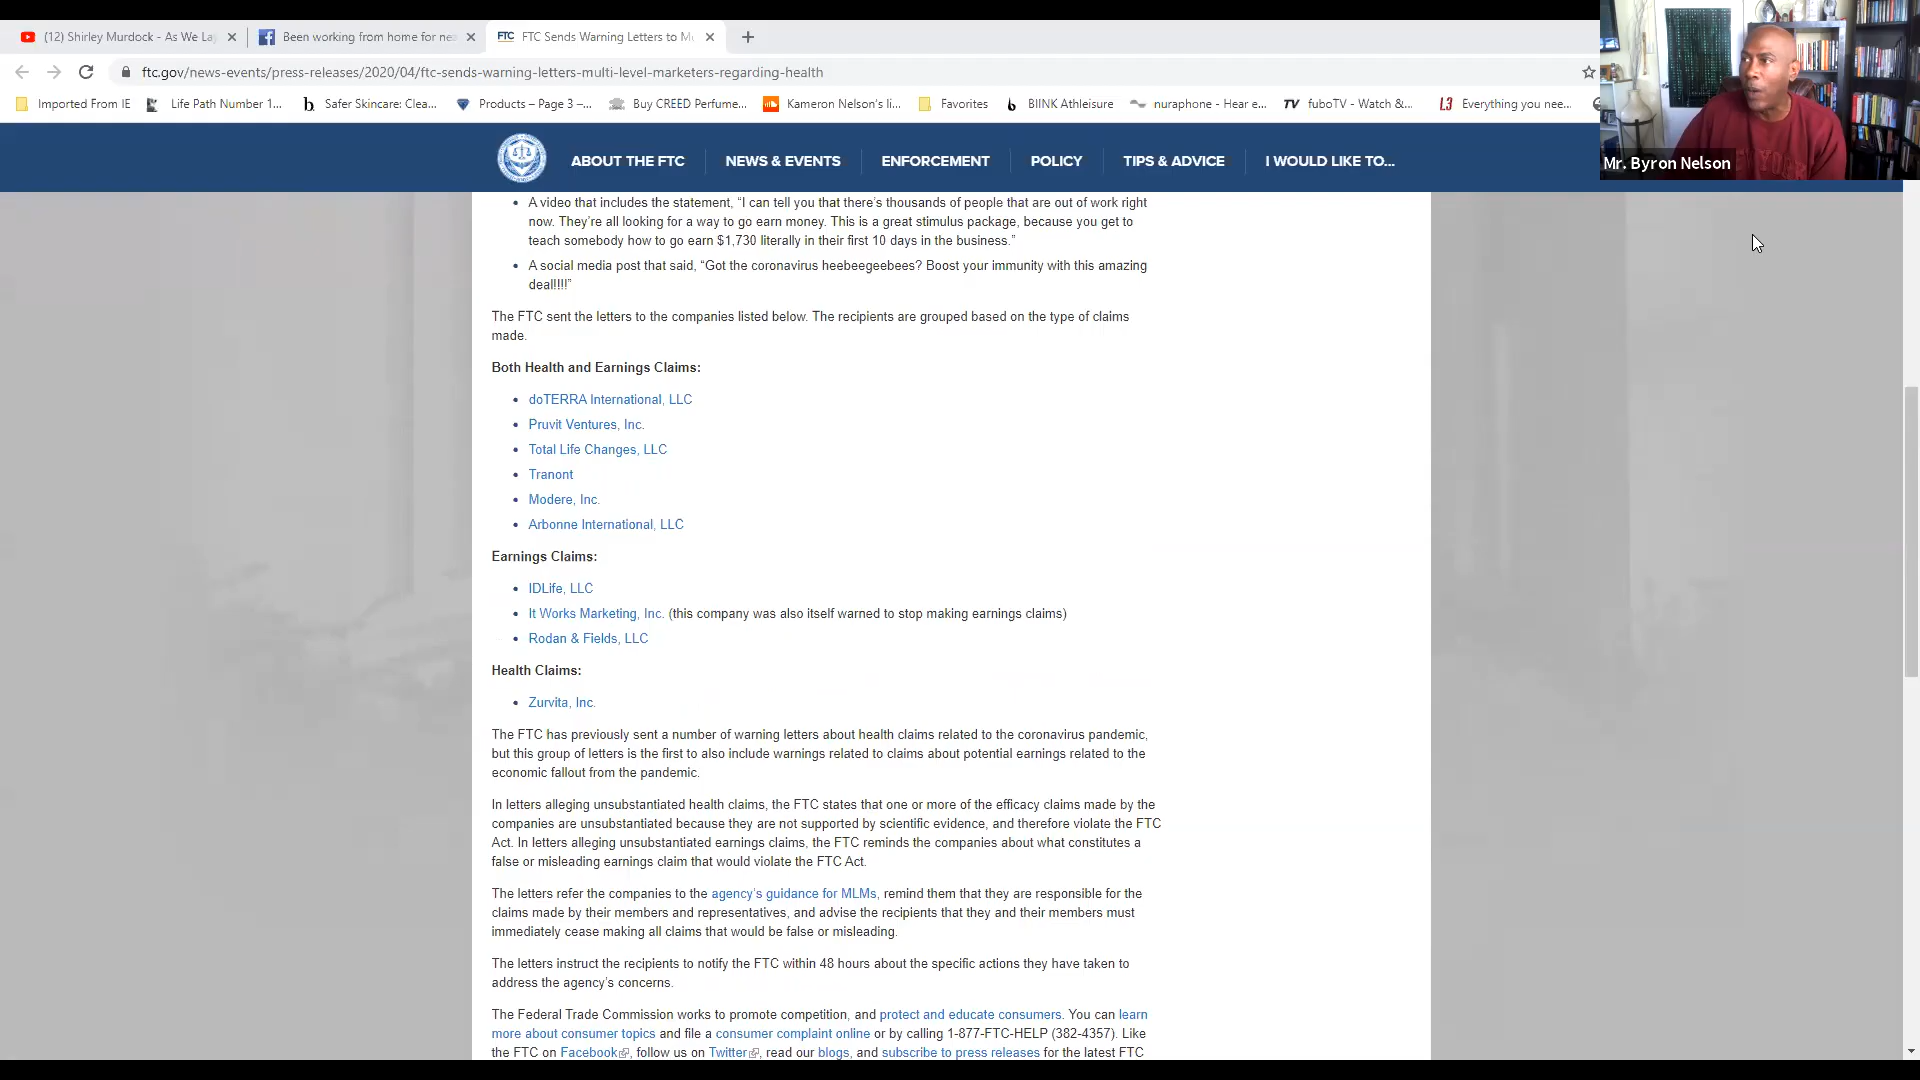 (12) Shirley Murdock - As We La
Been working from home for ne
FTC FTC Sends Warning Letters to M
ftc.gov/news-events/press-releases/2020/04/ftc-sends-warning-letters-multi-level-marketers-regarding-health
Imported From IE
Life Path Number 1...
Safer Skincare: Clea...
Products – Page 3 –...
Buy CREED Perfume...
Kameron Nelson's li...
Favorites
BIINK Athleisure
nuraphone - Hear e...
TV fuboTV - Watch &...
L3 Everything you nee...
ABOUT THE FTC
NEWS & EVENTS
ENFORCEMENT
POLICY
TIPS & ADVICE
I WOULD LIKE TO...
Mr. Byron Nelson
• A video that includes the statement, “I can tell you that there’s thousands of people that are out of work right
now. They’re all looking for a way to go earn money. This is a great stimulus package, because you get to
teach somebody how to go earn $1,730 literally in their first 10 days in the business.”
• A social media post that said, “Got the coronavirus heebeegeebees? Boost your immunity with this amazing
deal!!!!”
The FTC sent the letters to the companies listed below. The recipients are grouped based on the type of claims
made.
Both Health and Earnings Claims:
• doTERRA International, LLC
• Pruvit Ventures, Inc.
• Total Life Changes, LLC
• Tranont
• Modere, Inc.
• Arbonne International, LLC
Earnings Claims:
• IDLife, LLC
• It Works Marketing, Inc. (this company was also itself warned to stop making earnings claims)
• Rodan & Fields, LLC
Health Claims:
• Zurvita, Inc.
The FTC has previously sent a number of warning letters about health claims related to the coronavirus pandemic,
but this group of letters is the first to also include warnings related to claims about potential earnings related to the
economic fallout from the pandemic.
In letters alleging unsubstantiated health claims, the FTC states that one or more of the efficacy claims made by the
companies are unsubstantiated because they are not supported by scientific evidence, and therefore violate the FTC
Act. In letters alleging unsubstantiated earnings claims, the FTC reminds the companies about what constitutes a
false or misleading earnings claim that would violate the FTC Act.
The letters refer the companies to the agency’s guidance for MLMs, remind them that they are responsible for the
claims made by their members and representatives, and advise the recipients that they and their members must
immediately cease making all claims that would be false or misleading.
The letters instruct the recipients to notify the FTC within 48 hours about the specific actions they have taken to
address the agency’s concerns.
The Federal Trade Commission works to promote competition, and protect and educate consumers. You can learn
more about consumer topics and file a consumer complaint online or by calling 1-877-FTC-HELP (382-4357). Like
the FTC on Facebook, follow us on Twitter, read our blogs, and subscribe to press releases for the latest FTC